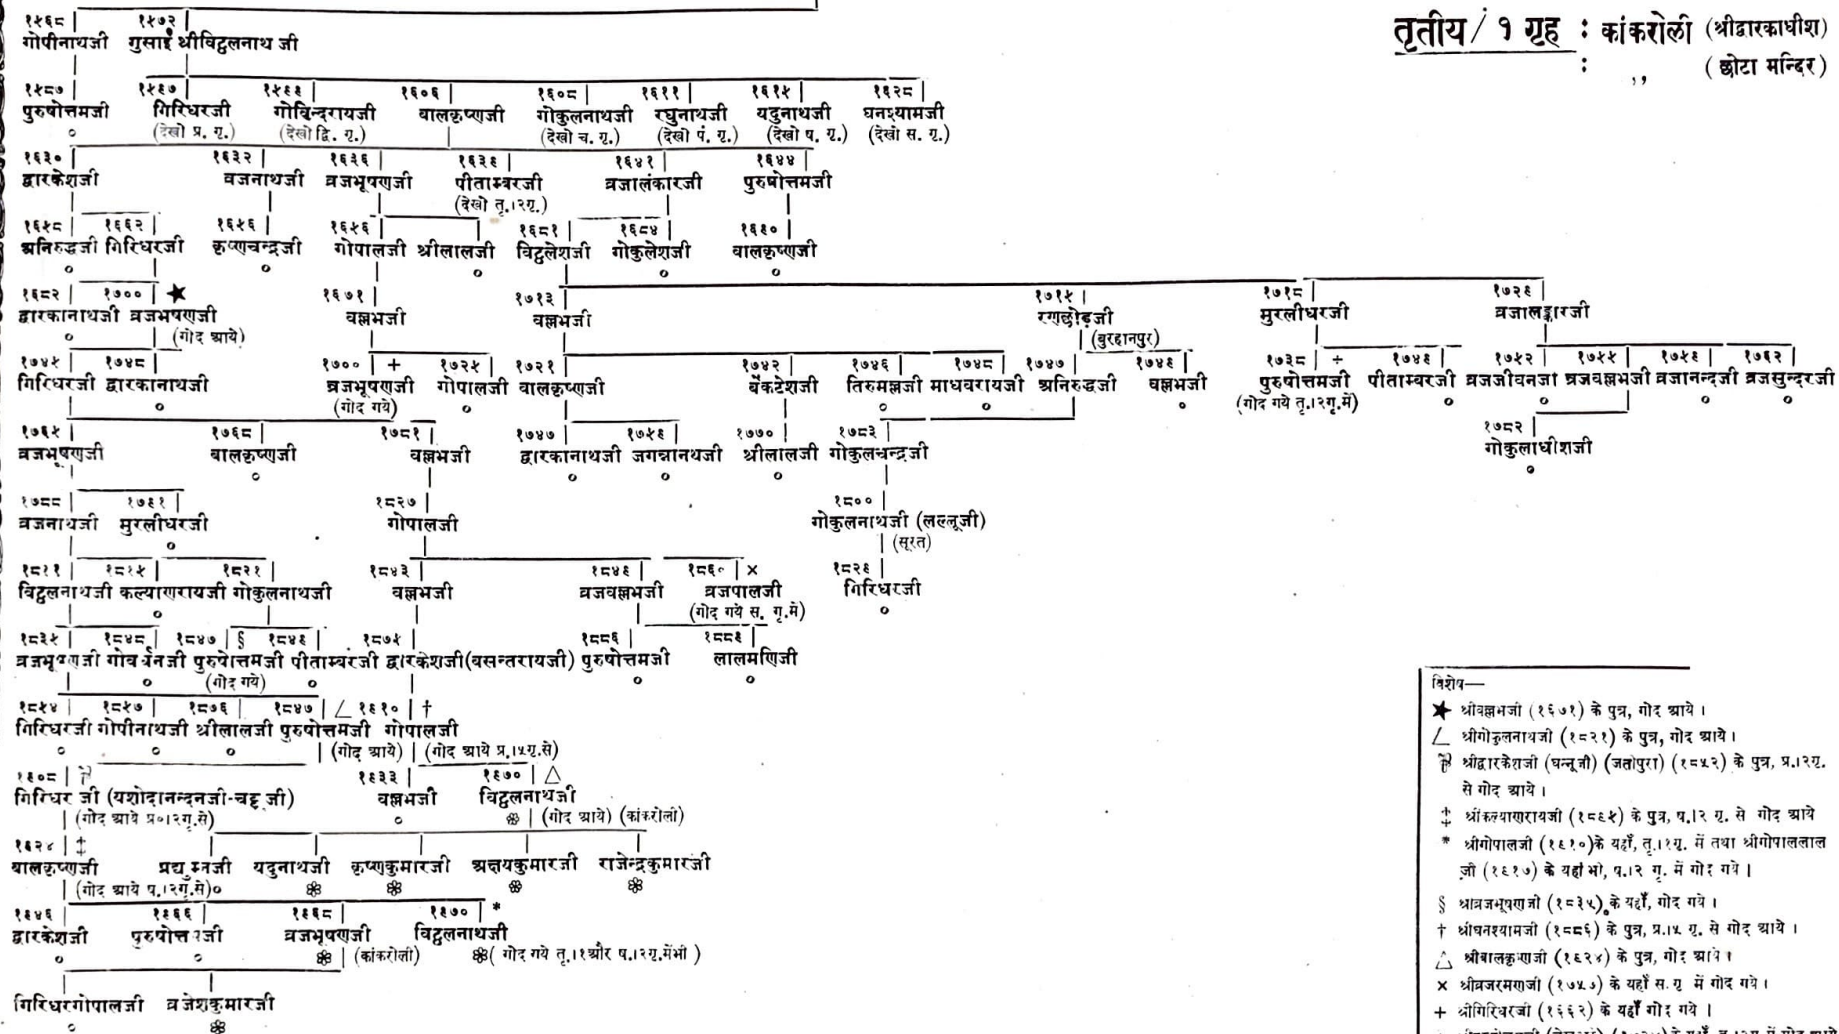 तृतीय / १ गृह : कांकरोली (श्रीद्वारकाधीश)
: ,, (छोटा मन्दिर)
१५६८ १५७२
गोपीनाथजी गुसाईं श्रीविट्ठलनाथ जी
१५८७ १५९७ १५९९ १६०६ १६०८ १६११ १६१५ १६२८
पुरुषोत्तमजी गिरिधरजी गोविन्दरायजी बालकृष्णजी गोकुलनाथजी रघुनाथजी यदुनाथजी घनश्यामजी
(देखो प्र. गृ.) (देखो द्वि. गृ.) (देखो च. गृ.) (देखो पं. गृ.) (देखो ष. गृ.) (देखो स. गृ.)
१६३० १६३२ १६३६ १६३९ १६४१ १६४४
द्वारकेशजी व्रजनाथजी व्रजभूषणजी पीताम्बरजी व्रजालंकारजी पुरुषोत्तमजी
(देखो तृ.।२गृ.)
१६५८ १६६२ १६५६ १६५६ १६८१ १६८४ १६९०
अनिरुद्धजी गिरिधरजी कृष्णचन्द्रजी गोपालजी श्रीलालजी विट्ठलेशजी गोकुलेशजी बालकृष्णजी
१६८२ १७०० ★ १६७१ १७१३ १७१५ १७१८ १७२९
द्वारकानाथजी व्रजभूषणजी वल्लभजी वल्लभजी रणछोड़जी मुरलीधरजी व्रजालङ्कारजी
(गोद आये) (बुरहानपुर)
१७४५ १७४८ १७०० + १७२५ १७२१ १७४२ १७४६ १७४८ १७४७ १७४९ १७३८ ÷ १७४९ १७५२ १७५५ १७५९ १७६२
गिरिधरजी द्वारकानाथजी व्रजभूषणजी गोपालजी बालकृष्णजी बेंकटेशजी तिरुमल्लजी माधवरायजी अनिरुद्धजी वल्लभजी पुरुषोत्तमजी पीताम्बरजी व्रजजीवनजी व्रजवल्लभजी व्रजानन्दजी व्रजसुन्दरजी
(गोद गये) (गोद गये तृ.।२गृ.में)
१७६५ १७६८ १७८१ १७४७ १७५९ १७७० १७८३ १७८२
व्रजभूषणजी बालकृष्णजी वल्लभजी द्वारकानाथजी जगन्नानथजी श्रीलालजी गोकुलचन्द्रजी गोकुलाधीशजी
१७८८ १७९१ १८२७ १८००
व्रजनाथजी मुरलीधरजी गोपालजी गोकुलनाथजी (लल्लूजी)
(सूरत)
१८११ १८१५ १८२१ १८४३ १८४९ १८६० × १८२९
विट्ठलनाथजी कल्याणरायजी गोकुलनाथजी वल्लभजी व्रजवल्लभजी व्रजपालजी गिरिधरजी
(गोद गये स. गृ.में)
१८३५ १८४८ १८४७ § १८४९ १८७५ १८८६ १८८९
व्रजभूषणजी गोवर्धनजी पुरुषोत्तमजी पीताम्बरजी द्वारकेशजी(बसन्तरायजी) पुरुषोत्तमजी लालमणिजी
(गोद गये)
१८५४ १८५७ १८७६ १८४७ ∠ १९१० †
गिरिधरजी गोपीनाथजी श्रीलालजी पुरुषोत्तमजी गोपालजी
(गोद आये) (गोद आये प्र.।५गृ.से)
१९०८ १९३३ १९७० △
गिरिधर जी (यशोदानन्दनजी-चट्टूजी) वल्लभजी विट्ठलनाथजी
(गोद आये प्र०।२गृ.से) (गोद आये) (कांकरोली)
१९२४ ‡
बालकृष्णजी प्रद्युम्नजी यदुनाथजी कृष्णकुमारजी अक्षयकुमारजी राजेन्द्रकुमारजी
(गोद आये ष.।२गृ.से)
१९४६ १९६६ १९६८ १९७० *
द्वारकेशजी पुरुषोत्तमजी व्रजभूषणजी विट्ठलनाथजी
(कांकरोली) ( गोद गये तृ.।१और ष.।२गृ.मेंभी )
गिरिधरगोपालजी व्रजेशकुमारजी
विशेष—
★ श्रीवल्लभजी (१६७१) के पुत्र, गोद आये ।
∠ श्रीगोकुलनाथजी (१८२१) के पुत्र, गोद आये ।
श्रीद्वारकेशजी (घन्नूजी) (जतीपुरा) (१८५२) के पुत्र, प्र.।२गृ.
से गोद आये ।
‡ श्रीकल्याणरायजी (१८९५) के पुत्र, ष.।२ गृ. से गोद आये
* श्रीगोपालजी (१९१०)के यहाँ, तृ.।१गृ. में तथा श्रीगोपाललाल
जी (१९१७) के यहां भी, ष.।२ गृ. में गोद गये ।
§ श्रीव्रजभूषणजी (१८३५) के यहाँ, गोद गये ।
† श्रीघनश्यामजी (१८८६) के पुत्र, प्र.।५ गृ. से गोद आये ।
△ श्रीबालकृष्णजी (१९२४) के पुत्र, गोद आये ।
× श्रीव्रजरमणजी (१७५७) के यहाँ स.गृ में गोद गये ।
+ श्रीगिरिधरजी (१६६२) के यहाँ गोद गये ।